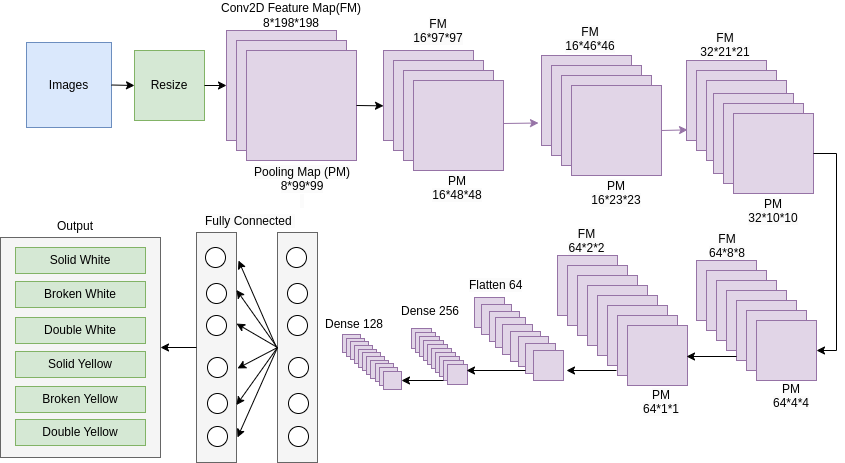 Conv2D Feature Map(FM)
8*198*198
Images
Resize
Pooling Map (PM)
8*99*99
FM
16*97*97
PM
16*48*48
FM
16*46*46
PM
16*23*23
FM
32*21*21
PM
32*10*10
FM
64*8*8
PM
64*4*4
FM
64*2*2
PM
64*1*1
Flatten 64
Dense 256
Dense 128
Fully Connected
Output
Solid White
Broken White
Double White
Solid Yellow
Broken Yellow
Double Yellow